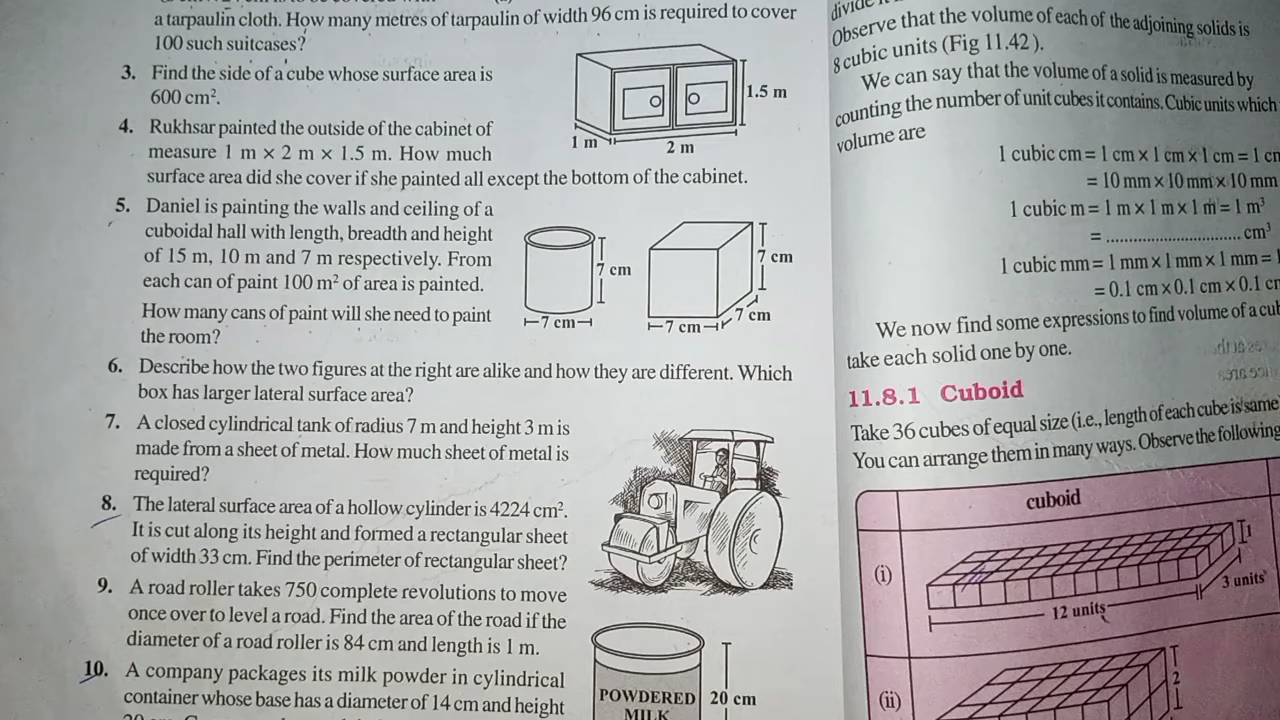 a tarpaulin cloth. How many metres of tarpaulin of width 96 cm is required to cover
100 such suitcases?
3. Find the side of a cube whose surface area is
600 cm².
4. Rukhsar painted the outside of the cabinet of
measure 1 m × 2 m × 1.5 m. How much
surface area did she cover if she painted all except the bottom of the cabinet.
1.5 m
1 m
2 m
5. Daniel is painting the walls and ceiling of a
cuboidal hall with length, breadth and height
of 15 m, 10 m and 7 m respectively. From
each can of paint 100 m² of area is painted.
How many cans of paint will she need to paint
the room?
7 cm
7 cm
7 cm
7 cm
7 cm
6. Describe how the two figures at the right are alike and how they are different. Which
box has larger lateral surface area?
7. A closed cylindrical tank of radius 7 m and height 3 m is
made from a sheet of metal. How much sheet of metal is
required?
8. The lateral surface area of a hollow cylinder is 4224 cm².
It is cut along its height and formed a rectangular sheet
of width 33 cm. Find the perimeter of rectangular sheet?
9. A road roller takes 750 complete revolutions to move
once over to level a road. Find the area of the road if the
diameter of a road roller is 84 cm and length is 1 m.
10. A company packages its milk powder in cylindrical
container whose base has a diameter of 14 cm and height
POWDERED
MILK
20 cm
divide
Observe that the volume of each of the adjoining solids is
8 cubic units (Fig 11.42 ).
We can say that the volume of a solid is measured by
counting the number of unit cubes it contains. Cubic units which
volume are
1 cubic cm = 1 cm × 1 cm × 1 cm = 1
= 10 mm × 10 mm × 10 mm
1 cubic m = 1 m × 1 m × 1 m = 1 m³
= ............................... cm³
1 cubic mm = 1 mm × 1 mm × 1 mm =
= 0.1 cm × 0.1 cm × 0.1
We now find some expressions to find volume of a
take each solid one by one.
11.8.1 Cuboid
Take 36 cubes of equal size (i.e., length of each cube is same
You can arrange them in many ways. Observe the following
cuboid
(i)
1
12 units
3 units
(ii)
2